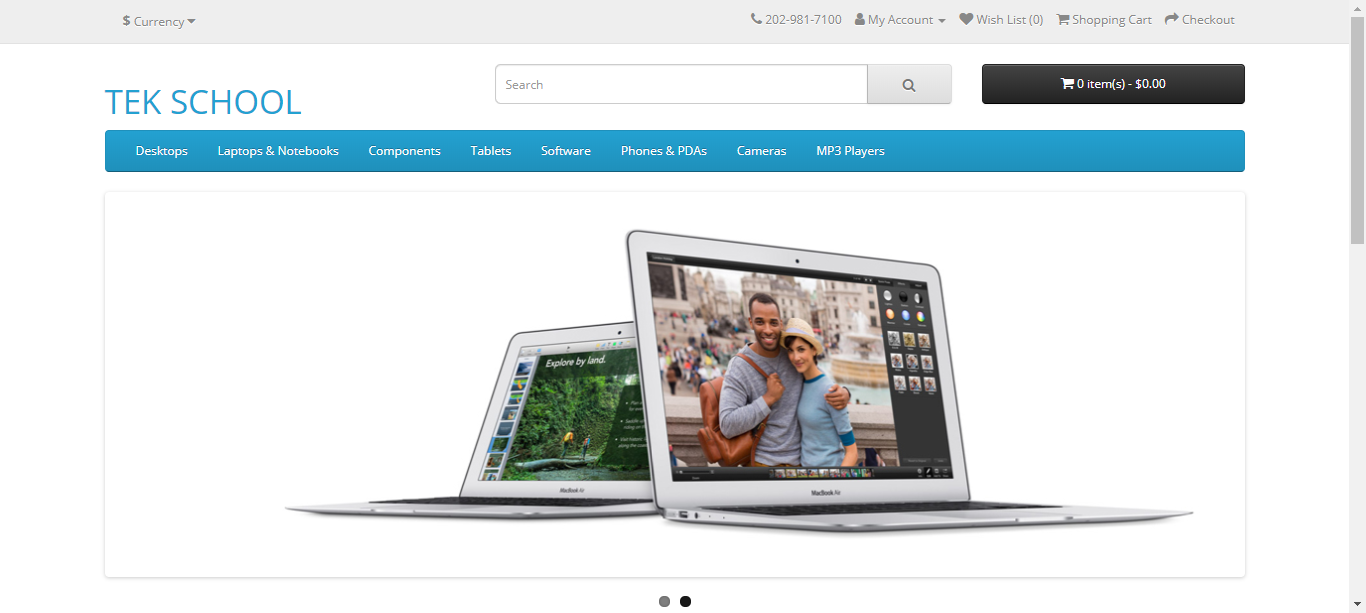 $ Currency
202-981-7100 My Account Wish List (0) Shopping Cart Checkout
TEK SCHOOL
Search
0 item(s) - $0.00
Desktops Laptops & Notebooks Components Tablets Software Phones & PDAs Cameras MP3 Players
Explore by land.
MacBook Air
MacBook Air